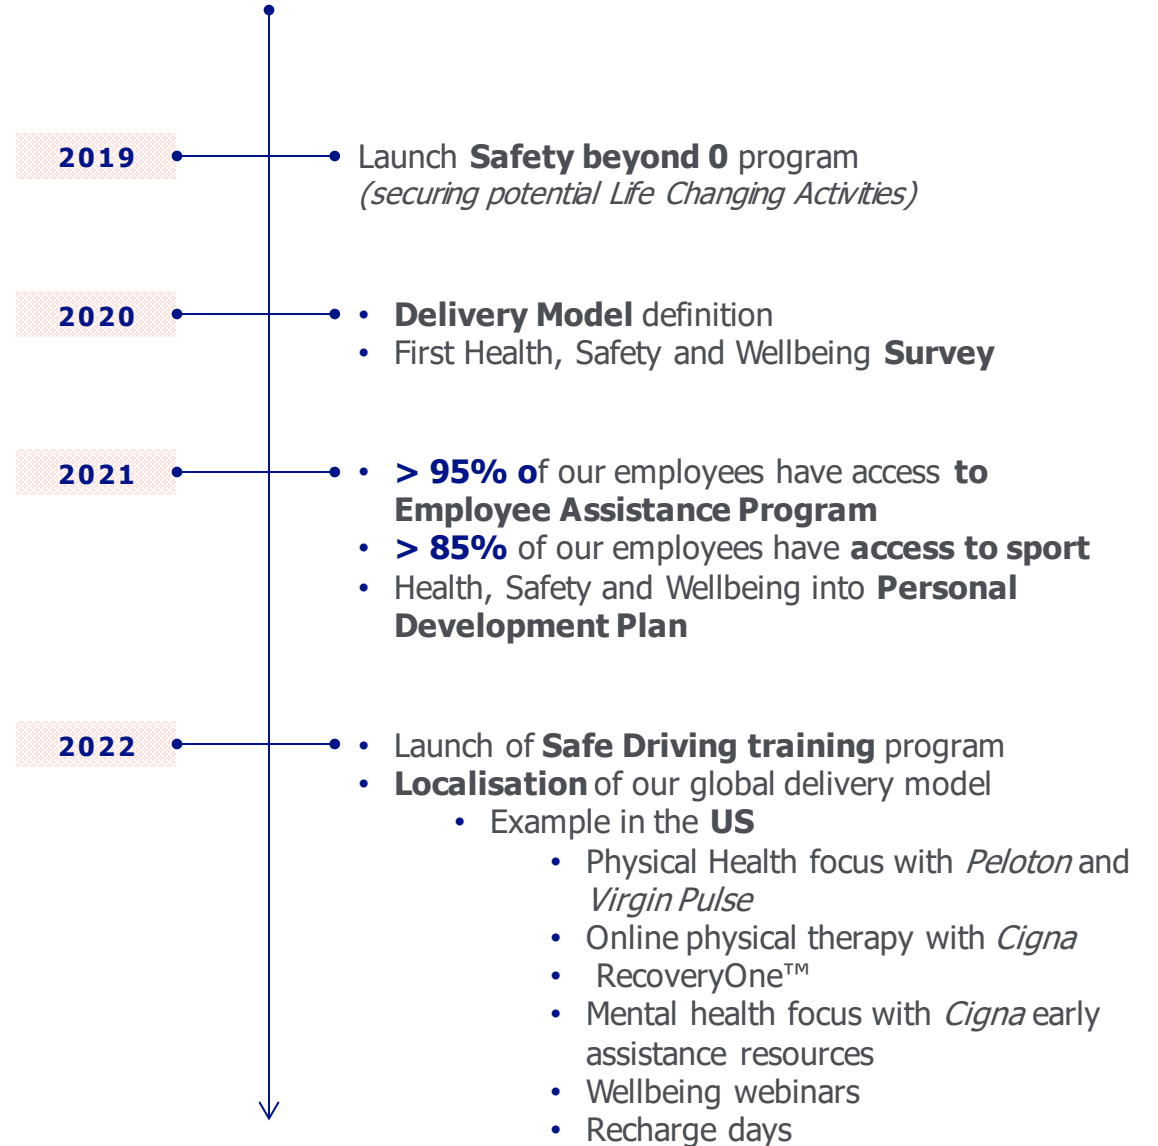 2019
Launch Safety beyond 0 program
(securing potential Life Changing Activities)
2020
• Delivery Model definition
• First Health, Safety and Wellbeing Survey
2021
• > 95% of our employees have access to
Employee Assistance Program
• > 85% of our employees have access to sport
• Health, Safety and Wellbeing into Personal
Development Plan
2022
• Launch of Safe Driving training program
• Localisation of our global delivery model
• Example in the US
• Physical Health focus with Peloton and
Virgin Pulse
• Online physical therapy with Cigna
• RecoveryOne™
• Mental health focus with Cigna early
assistance resources
• Wellbeing webinars
• Recharge days